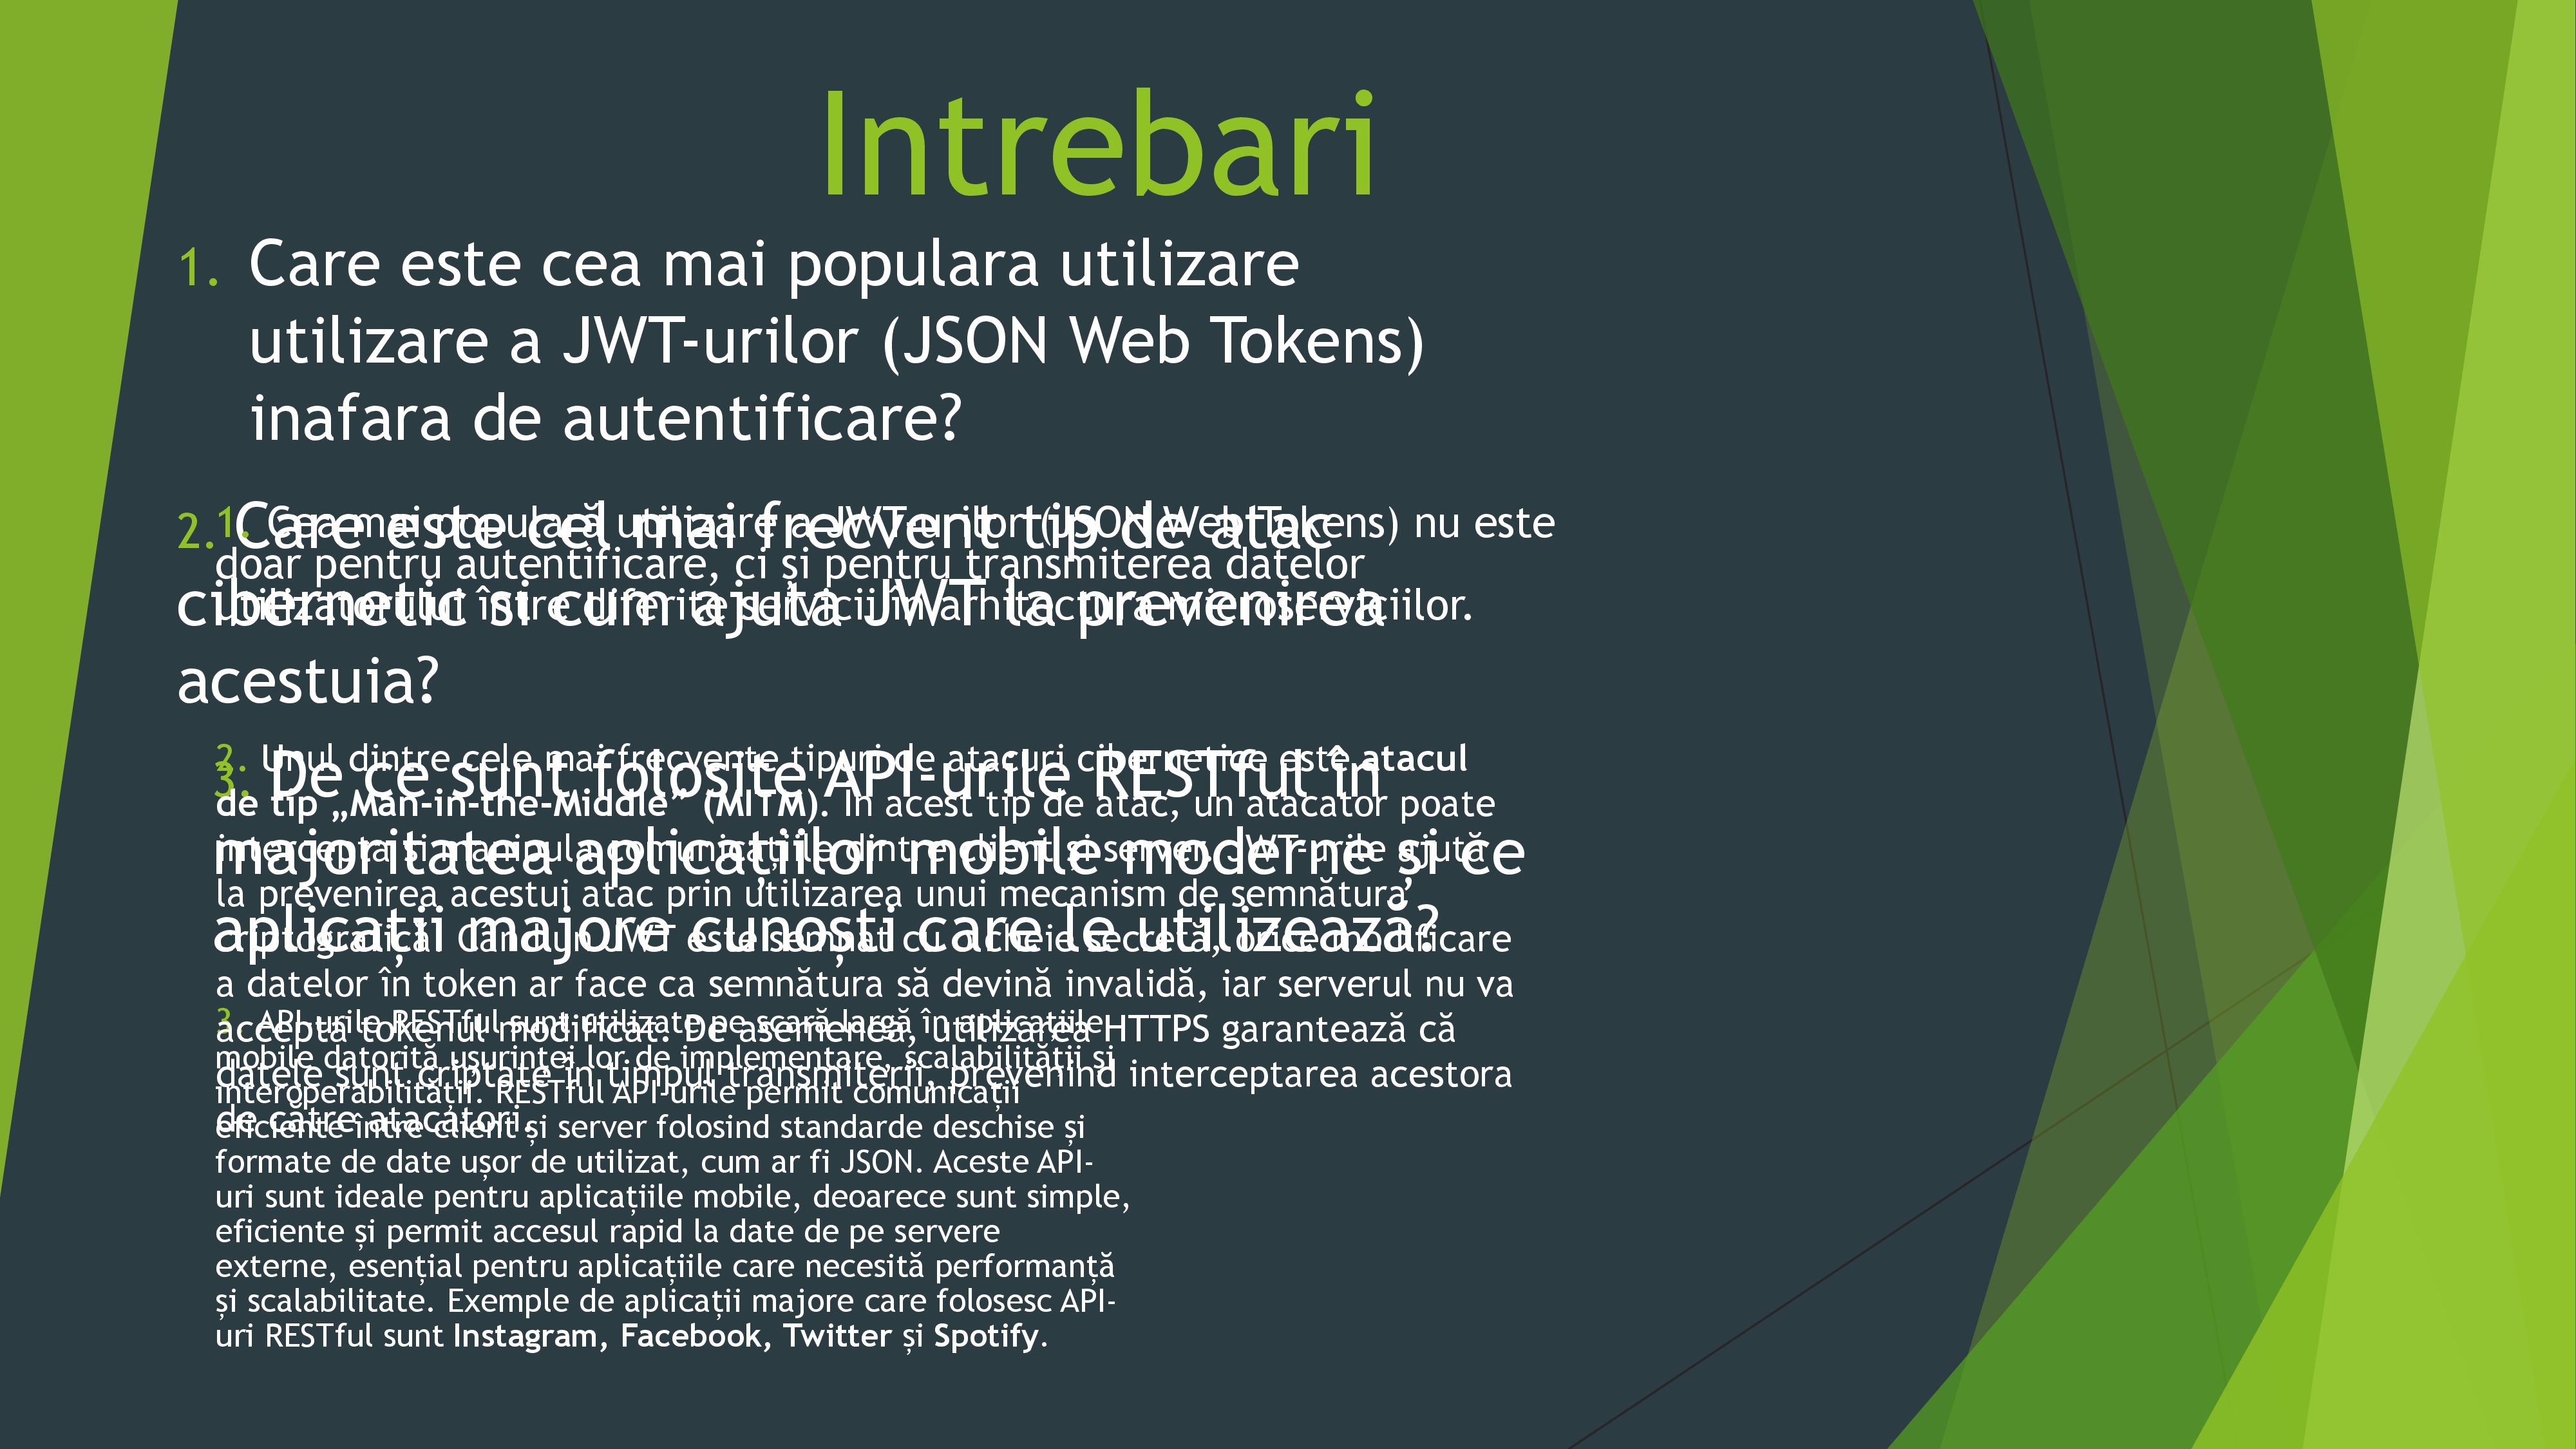 Intrebari
1. Care este cea mai populara utilizare
utilizare a JWT-urilor (JSON Web Tokens)
inafara de autentificare?
2. Care este cel mai frecvent tip de atac
cibernetic si cum ajuta JWT la prevenirea
acestuia?
1. Cea mai populară utilizare a JWT-urilor (JSON Web Tokens) nu este
doar pentru autentificare, ci și pentru transmiterea datelor
utilizatorului între diferite servicii în arhitectura microserviciilor.
3. De ce sunt folosite API-urile RESTful în
majoritatea aplicațiilor mobile moderne și ce
aplicații majore cunoști care le utilizează?
2. Unul dintre cele mai frecvente tipuri de atacuri cibernetice este atacul
de tip „Man-in-the-Middle” (MITM). În acest tip de atac, un atacator poate
intercepta și manipula comunicațiile dintre client și server. JWT-urile ajută
la prevenirea acestui atac prin utilizarea unui mecanism de semnătură
criptografică. Când un JWT este semnat cu o cheie secretă, orice modificare
a datelor în token ar face ca semnătura să devină invalidă, iar serverul nu va
accepta tokenul modificat. De asemenea, utilizarea HTTPS garantează că
datele sunt criptate în timpul transmiterii, prevenind interceptarea acestora
de către atacatori.
3. API-urile RESTful sunt utilizate pe scară largă în aplicațiile
mobile datorită ușurinței lor de implementare, scalabilității și
interoperabilității. RESTful API-urile permit comunicații
eficiente între client și server folosind standarde deschise și
formate de date ușor de utilizat, cum ar fi JSON. Aceste API-
uri sunt ideale pentru aplicațiile mobile, deoarece sunt simple,
eficiente și permit accesul rapid la date de pe servere
externe, esențial pentru aplicațiile care necesită performanță
și scalabilitate. Exemple de aplicații majore care folosesc API-
uri RESTful sunt Instagram, Facebook, Twitter și Spotify.